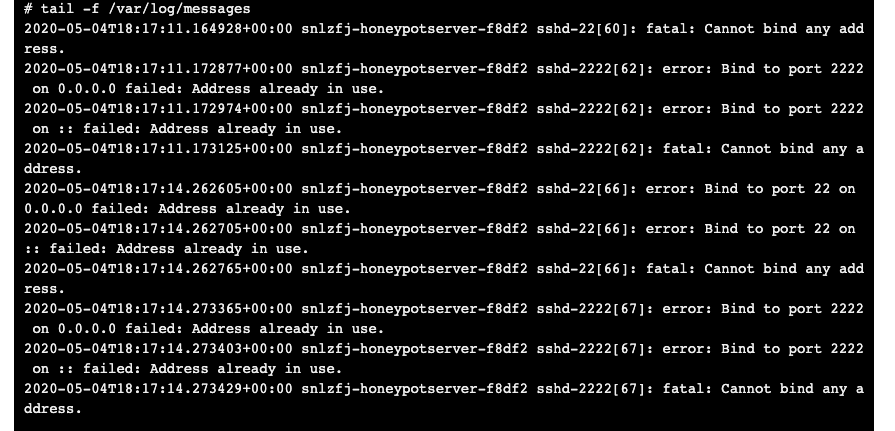 # tail -f /var/log/messages
2020-05-04T18:17:11.164928+00:00 snlzfj-honeypotserver-f8df2 sshd-22[60]: fatal: Cannot bind any add
ress.
2020-05-04T18:17:11.172877+00:00 snlzfj-honeypotserver-f8df2 sshd-2222[62]: error: Bind to port 2222
 on 0.0.0.0 failed: Address already in use.
2020-05-04T18:17:11.172974+00:00 snlzfj-honeypotserver-f8df2 sshd-2222[62]: error: Bind to port 2222
 on :: failed: Address already in use.
2020-05-04T18:17:11.173125+00:00 snlzfj-honeypotserver-f8df2 sshd-2222[62]: fatal: Cannot bind any a
ddress.
2020-05-04T18:17:14.262605+00:00 snlzfj-honeypotserver-f8df2 sshd-22[66]: error: Bind to port 22 on
0.0.0.0 failed: Address already in use.
2020-05-04T18:17:14.262705+00:00 snlzfj-honeypotserver-f8df2 sshd-22[66]: error: Bind to port 22 on
:: failed: Address already in use.
2020-05-04T18:17:14.262765+00:00 snlzfj-honeypotserver-f8df2 sshd-22[66]: fatal: Cannot bind any add
ress.
2020-05-04T18:17:14.273365+00:00 snlzfj-honeypotserver-f8df2 sshd-2222[67]: error: Bind to port 2222
 on 0.0.0.0 failed: Address already in use.
2020-05-04T18:17:14.273403+00:00 snlzfj-honeypotserver-f8df2 sshd-2222[67]: error: Bind to port 2222
 on :: failed: Address already in use.
2020-05-04T18:17:14.273429+00:00 snlzfj-honeypotserver-f8df2 sshd-2222[67]: fatal: Cannot bind any a
ddress.